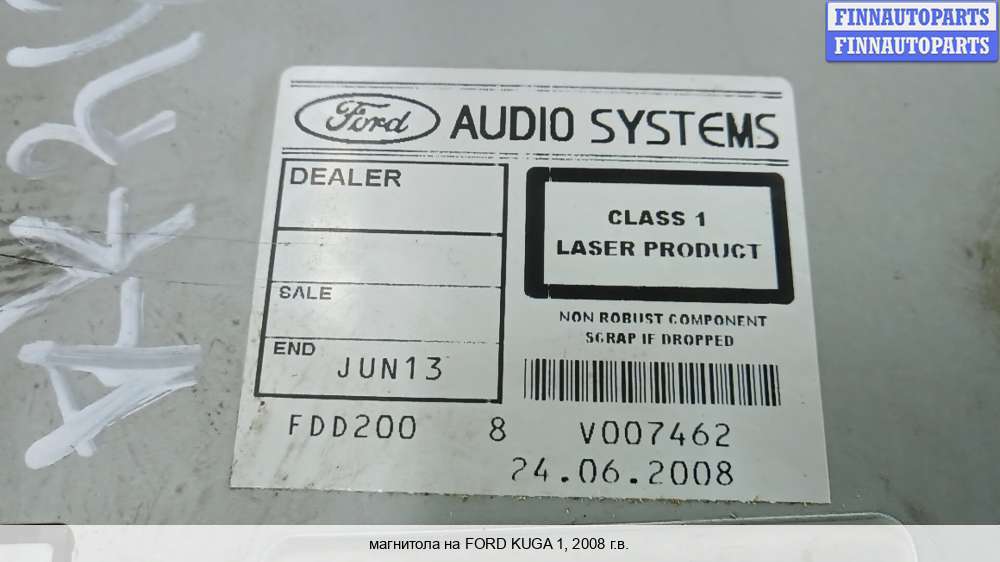 FINNAUTOPARTS
FINNAUTOPARTS
Ford AUDIO SYSTEMS
DEALER
SALE
END JUN13
CLASS 1
LASER PRODUCT
NON ROBUST COMPONENT
SCRAP IF DROPPED
FDD200 8 V007462
24.06.2008
магнитола на FORD KUGA 1, 2008 г.в.